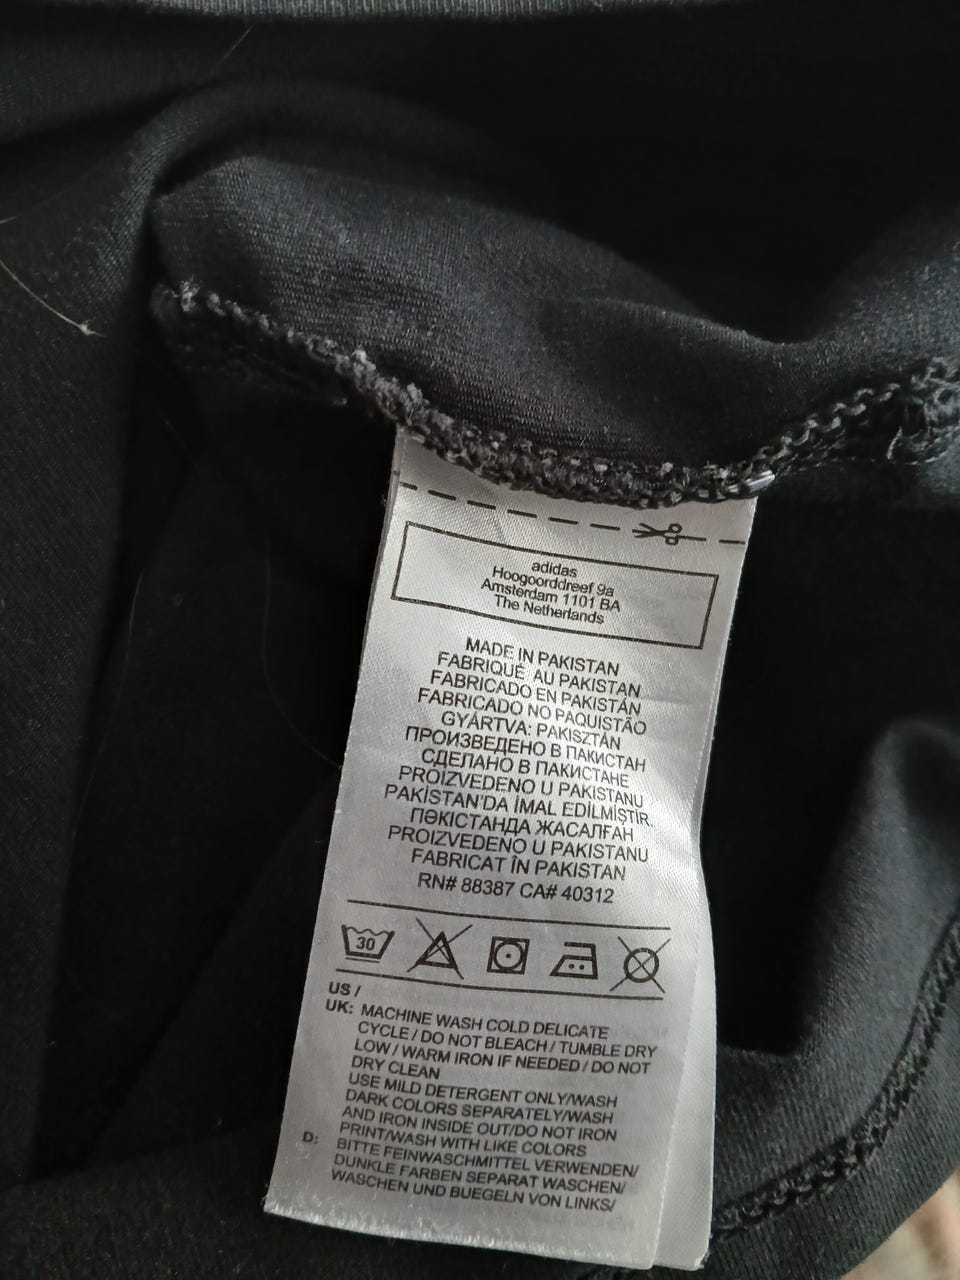 adidas
Hoogoorddreef 9a
Amsterdam 1101 BA
The Netherlands
MADE IN PAKISTAN
FABRIQUÉ AU PAKISTAN
FABRICADO EN PAKISTÁN
FABRICADO NO PAQUISTÃO
GYÁRTVA: PAKISZTÁN
ПРОИЗВЕДЕНО В ПАКИСТАН
СДЕЛАНО В ПАКИСТАНЕ
PROIZVEDENO U PAKISTANU
PAKİSTAN'DA İMAL EDİLMİŞTİR.
ПӘКІСТАНДА ЖАСАЛҒАН
PROIZVEDENO U PAKISTANU
FABRICAT ÎN PAKISTAN
RN# 88387 CA# 40312
30
US /
UK: MACHINE WASH COLD DELICATE
CYCLE / DO NOT BLEACH / TUMBLE DRY
LOW / WARM IRON IF NEEDED / DO NOT
DRY CLEAN
USE MILD DETERGENT ONLY/WASH
DARK COLORS SEPARATELY/WASH
AND IRON INSIDE OUT/DO NOT IRON
PRINT/WASH WITH LIKE COLORS
D: BITTE FEINWASCHMITTEL VERWENDEN/
DUNKLE FARBEN SEPARAT WASCHEN/
WASCHEN UND BUEGELN VON LINKS/